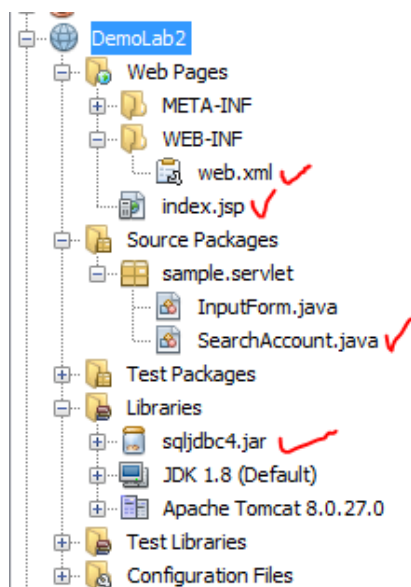 DemoLab2
Web Pages
META-INF
WEB-INF
web.xml
index.jsp
Source Packages
sample.servlet
InputForm.java
SearchAccount.java
Test Packages
Libraries
sqljdbc4.jar
JDK 1.8 (Default)
Apache Tomcat 8.0.27.0
Test Libraries
Configuration Files